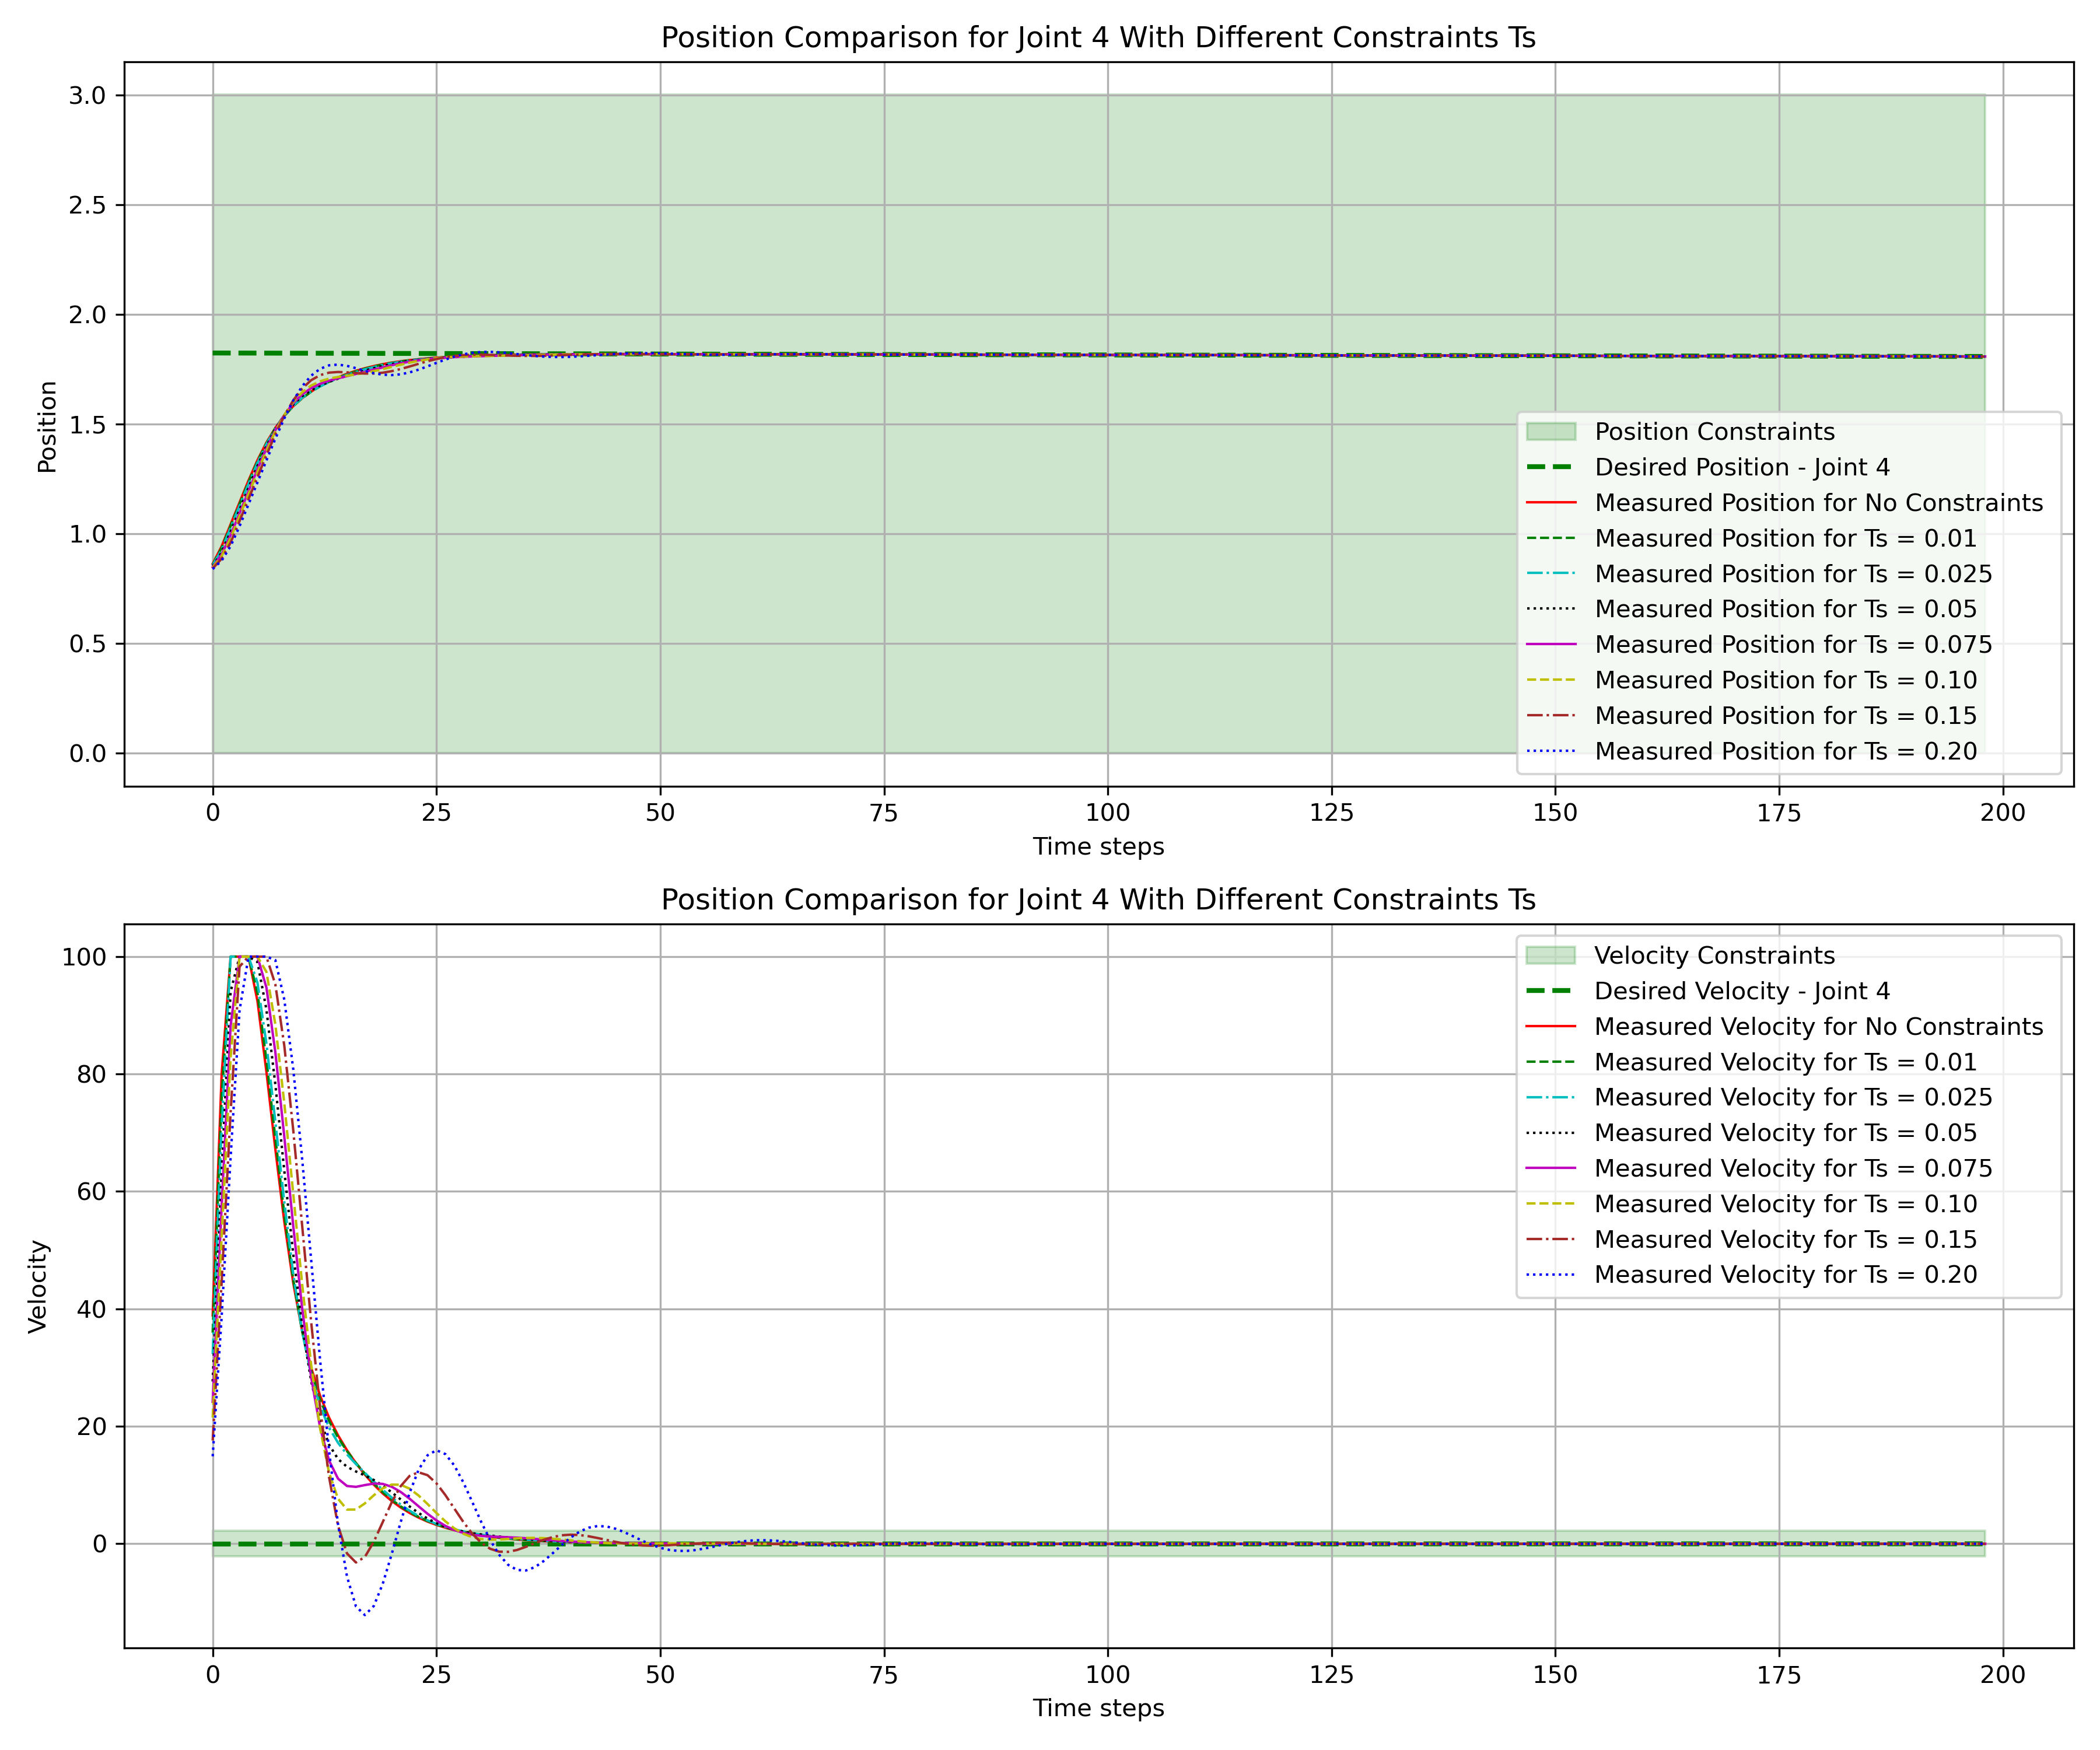 Position Comparison for Joint 4 With Different Constraints Ts
3.0
2.5
2.0
1.5
1.0
0.5
0.0
Position
Position Constraints
Desired Position - Joint 4
Measured Position for No Constraints
Measured Position for Ts = 0.01
Measured Position for Ts = 0.025
Measured Position for Ts = 0.05
Measured Position for Ts = 0.075
Measured Position for Ts = 0.10
Measured Position for Ts = 0.15
Measured Position for Ts = 0.20
0 25 50 75 100 125 150 175 200
Time steps
Position Comparison for Joint 4 With Different Constraints Ts
100
80
60
40
20
0
Velocity
Velocity Constraints
Desired Velocity - Joint 4
Measured Velocity for No Constraints
Measured Velocity for Ts = 0.01
Measured Velocity for Ts = 0.025
Measured Velocity for Ts = 0.05
Measured Velocity for Ts = 0.075
Measured Velocity for Ts = 0.10
Measured Velocity for Ts = 0.15
Measured Velocity for Ts = 0.20
0 25 50 75 100 125 150 175 200
Time steps